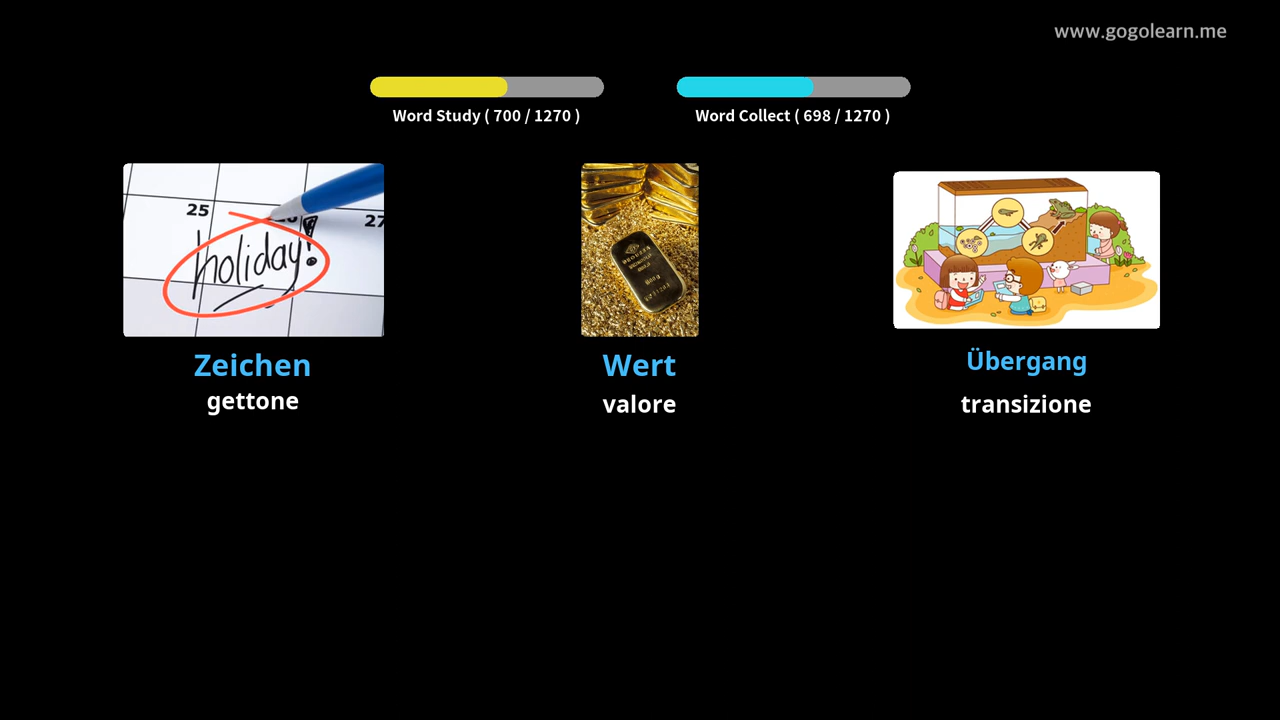 www.gogolearn.me
Word Study ( 700 / 1270 )
Word Collect ( 698 / 1270 )
25
27
holiday!
Zeichen
gettone
Wert
valore
Übergang
transizione